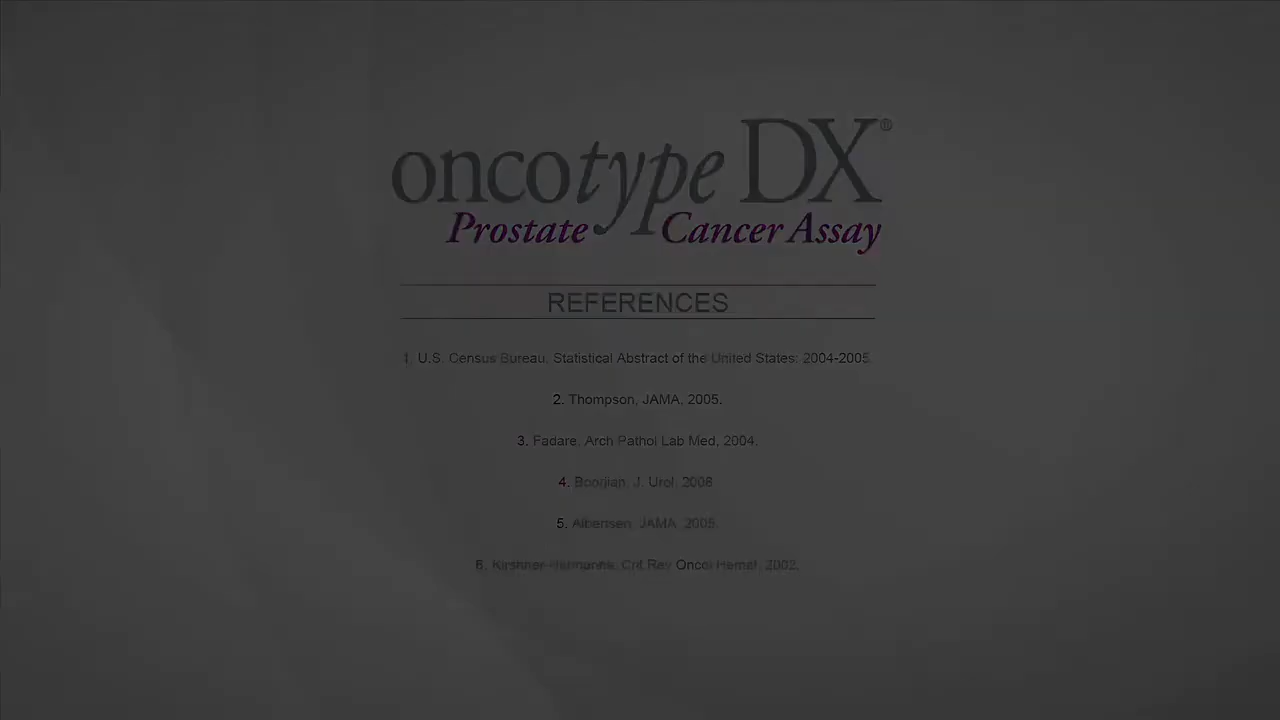 oncotype DX®
Prostate Cancer Assay
REFERENCES
1. U.S. Census Bureau, Statistical Abstract of the United States: 2004-2005.
2. Thompson, JAMA, 2005.
3. Fadare, Arch Pathol Lab Med, 2004.
4. Boorjian, J. Urol, 2008
5. Albertsen, JAMA, 2005.
6. Crit Rev Oncol Hemat, 2002.